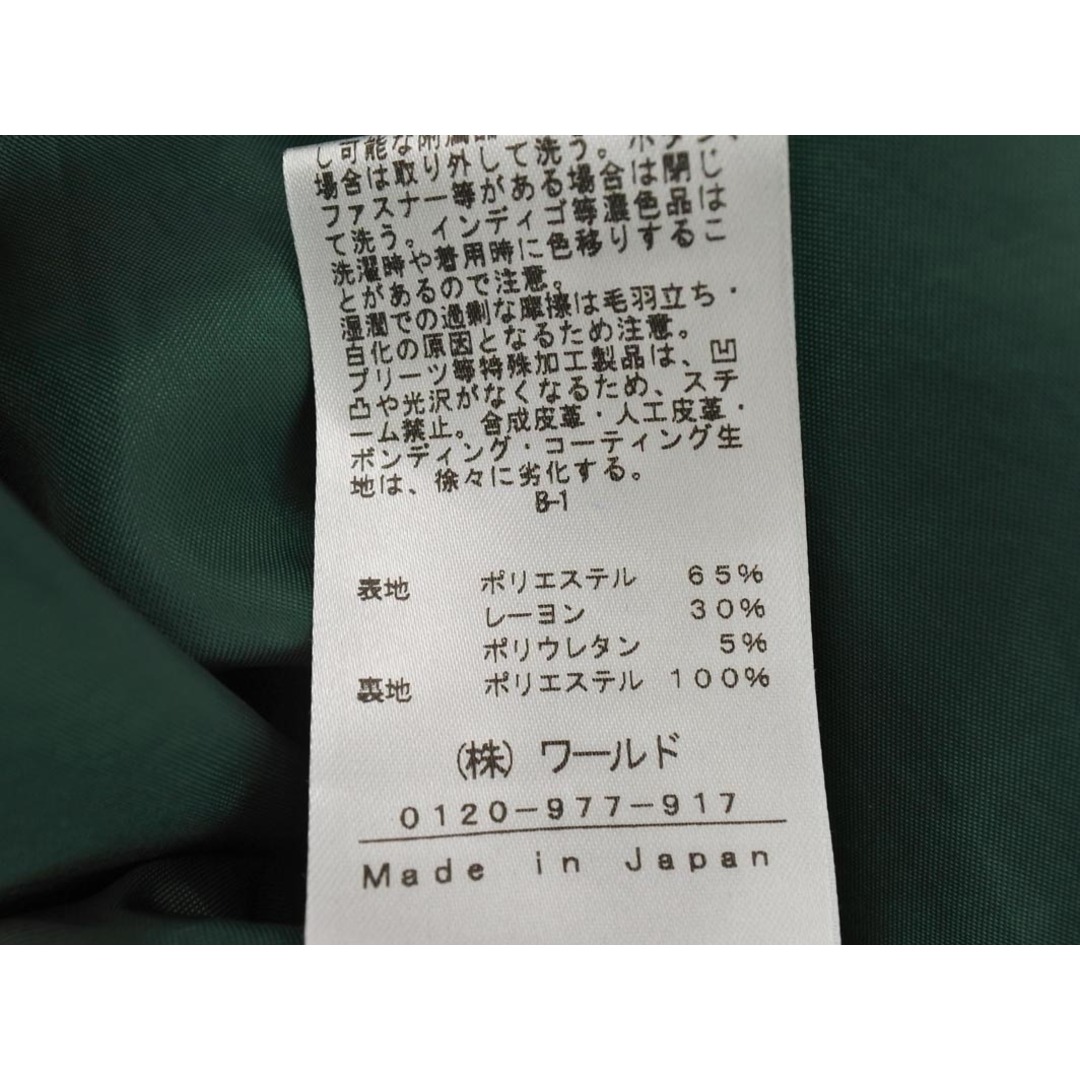 し可能な附属品
場合は取り外して洗う。ボタン、
ファスナー等がある場合は閉じ
て洗う。インディゴ等濃色品は
洗濯時や着用時に色移りするこ
とがあるので注意。
湿潤での過剰な摩擦は毛羽立ち・
白化の原因となるため注意。
プリーツ等特殊加工製品は、凹
凸や光沢がなくなるため、スチ
ーム禁止。合成皮革・人工皮革・
ボンディング・コーティング生
地は、徐々に劣化する。
B-1
表地 ポリエステル 65%
レーヨン 30%
ポリウレタン 5%
裏地 ポリエステル 100%
(株)ワールド
0120-977-917
Made in Japan